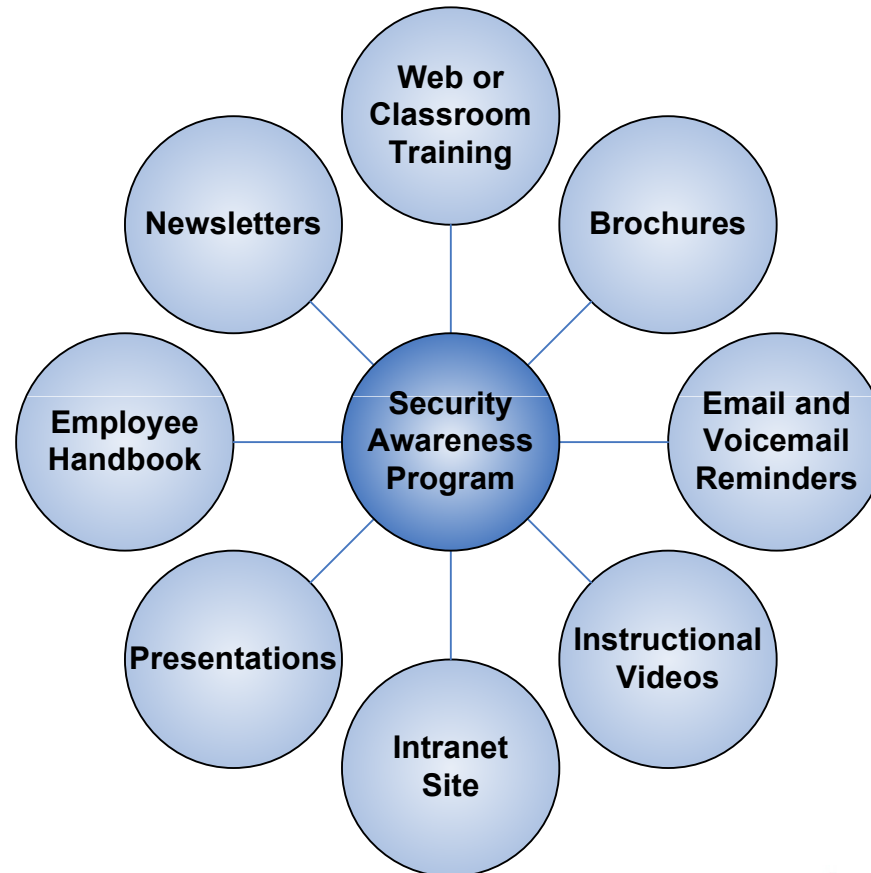 Web or
Classroom
Training
Newsletters
Brochures
Employee
Handbook
Security
Awareness
Program
Email and
Voicemail
Reminders
Presentations
Instructional
Videos
Intranet
Site